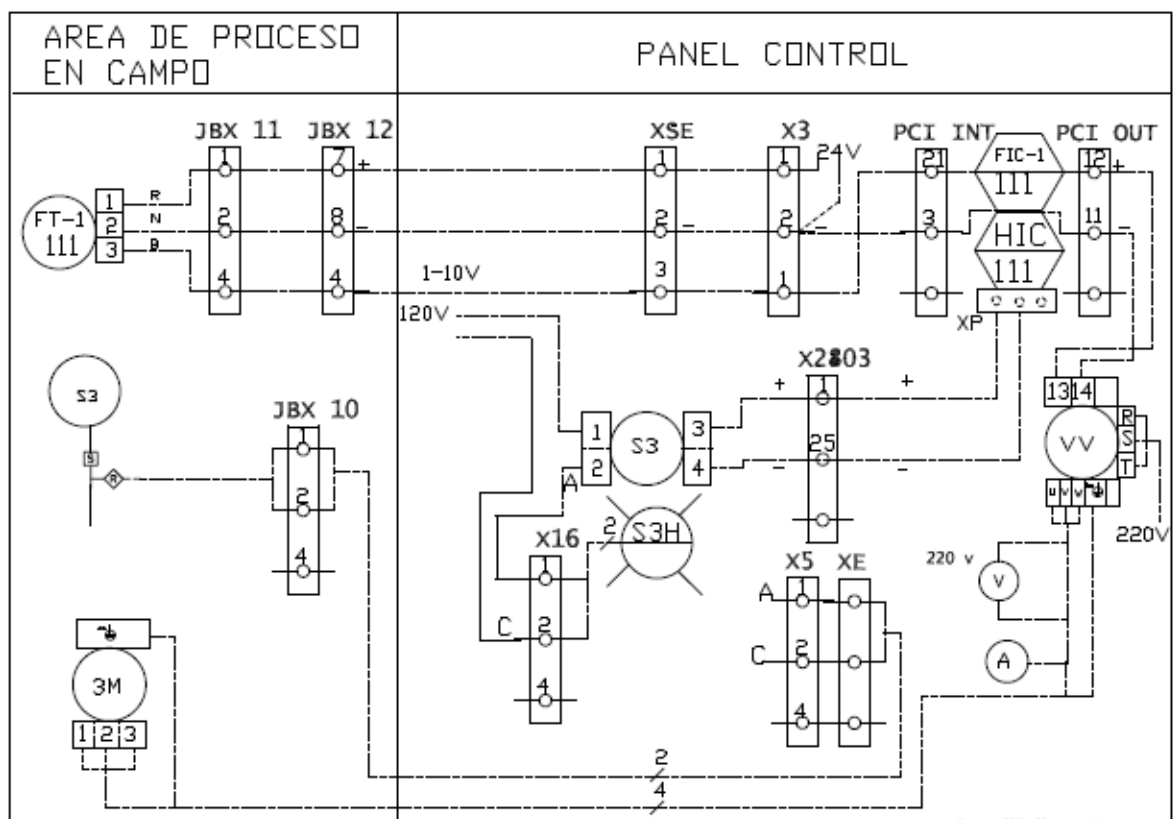 AREA DE PROCESO
EN CAMPO
PANEL CONTROL
JBX 11
JBX 12
XSE
X3
PCI INT
PCI OUT
1
7
+
1
1
24V
21
FIC-1
111
12
+
FT-1
111
1
2
3
R
N
B
2
8
-
2
-
2
-
3
HIC
111
11
-
4
4
1-10V
3
1
XP
120V
S3
JBX 10
1
2
4
X2803
1
25
+
+
-
-
1
2
S3
3
4
A
S3H
2
X16
1
C
2
4
X5
XE
A
1
C
2
4
13
14
VV
R
S
T
220V
220 v
V
A
3M
1
2
3
2
4